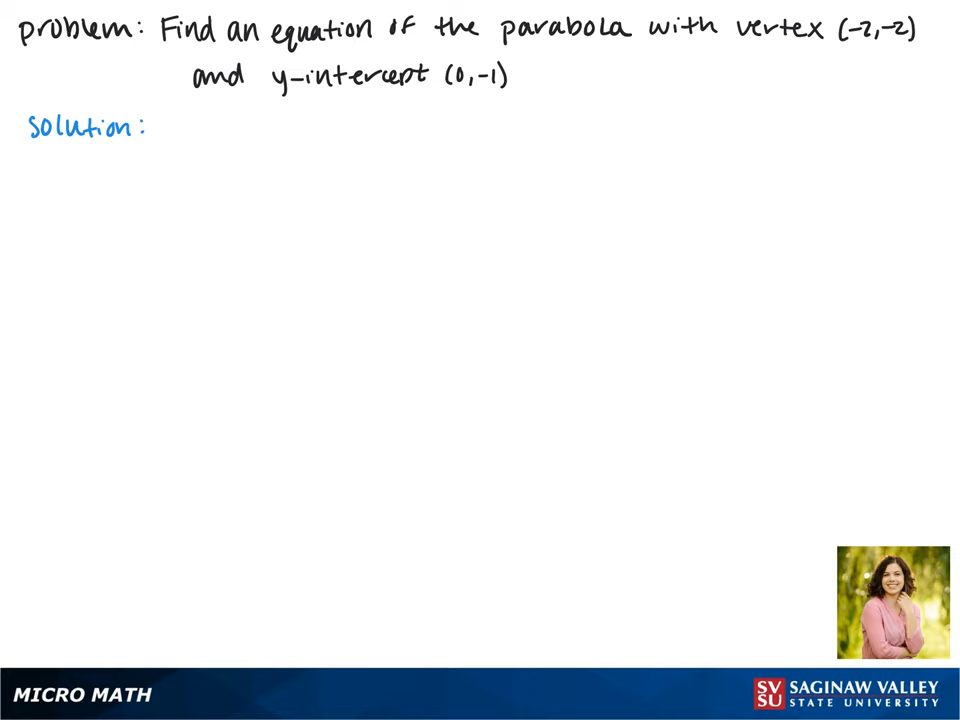 problem: Find an equation of the parabola with vertex (-2,-2)
and y-intercept (0,-1)
solution:
MICRO MATH
SV
SU
SAGINAW VALLEY
STATE UNIVERSITY